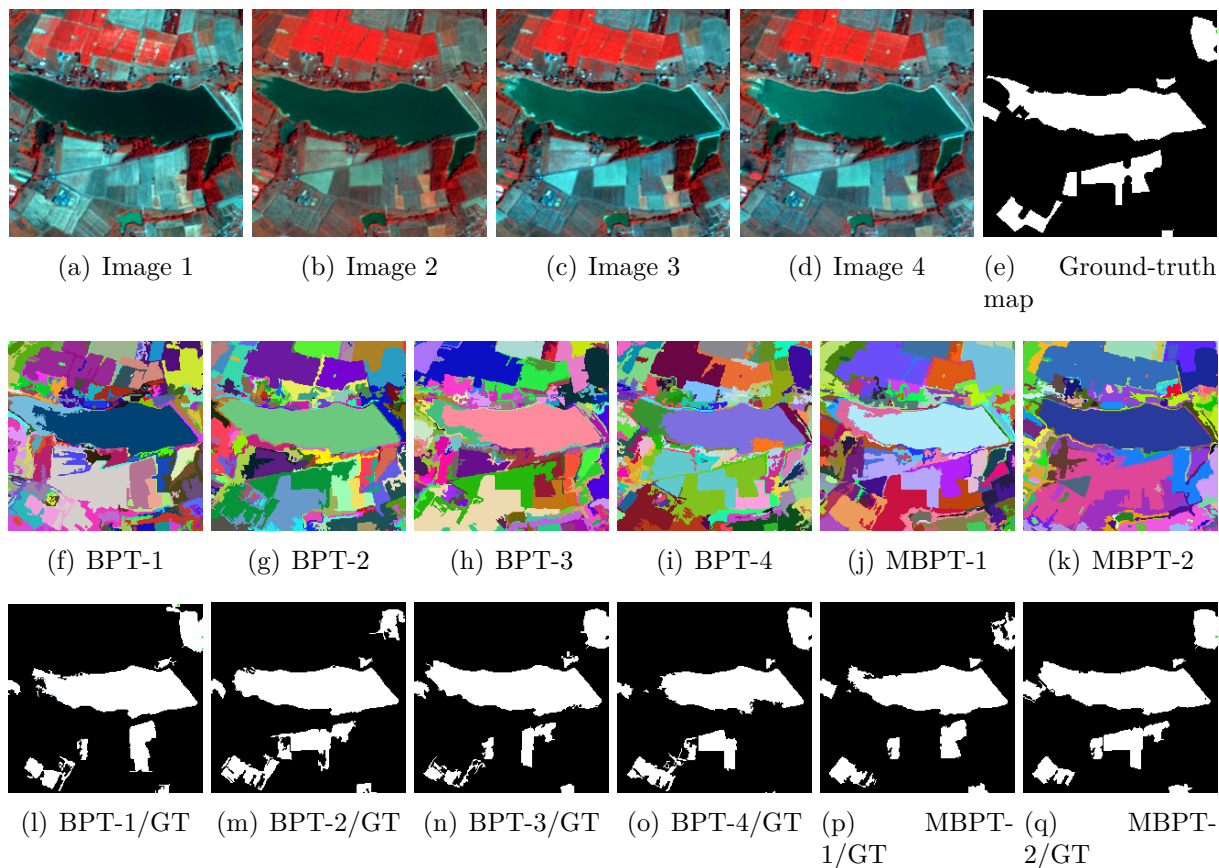 (a) Image 1
(b) Image 2
(c) Image 3
(d) Image 4
(e) Ground-truth
map
(f) BPT-1
(g) BPT-2
(h) BPT-3
(i) BPT-4
(j) MBPT-1
(k) MBPT-2
(l) BPT-1/GT
(m) BPT-2/GT
(n) BPT-3/GT
(o) BPT-4/GT
(p) MBPT-
1/GT
(q) MBPT-
2/GT